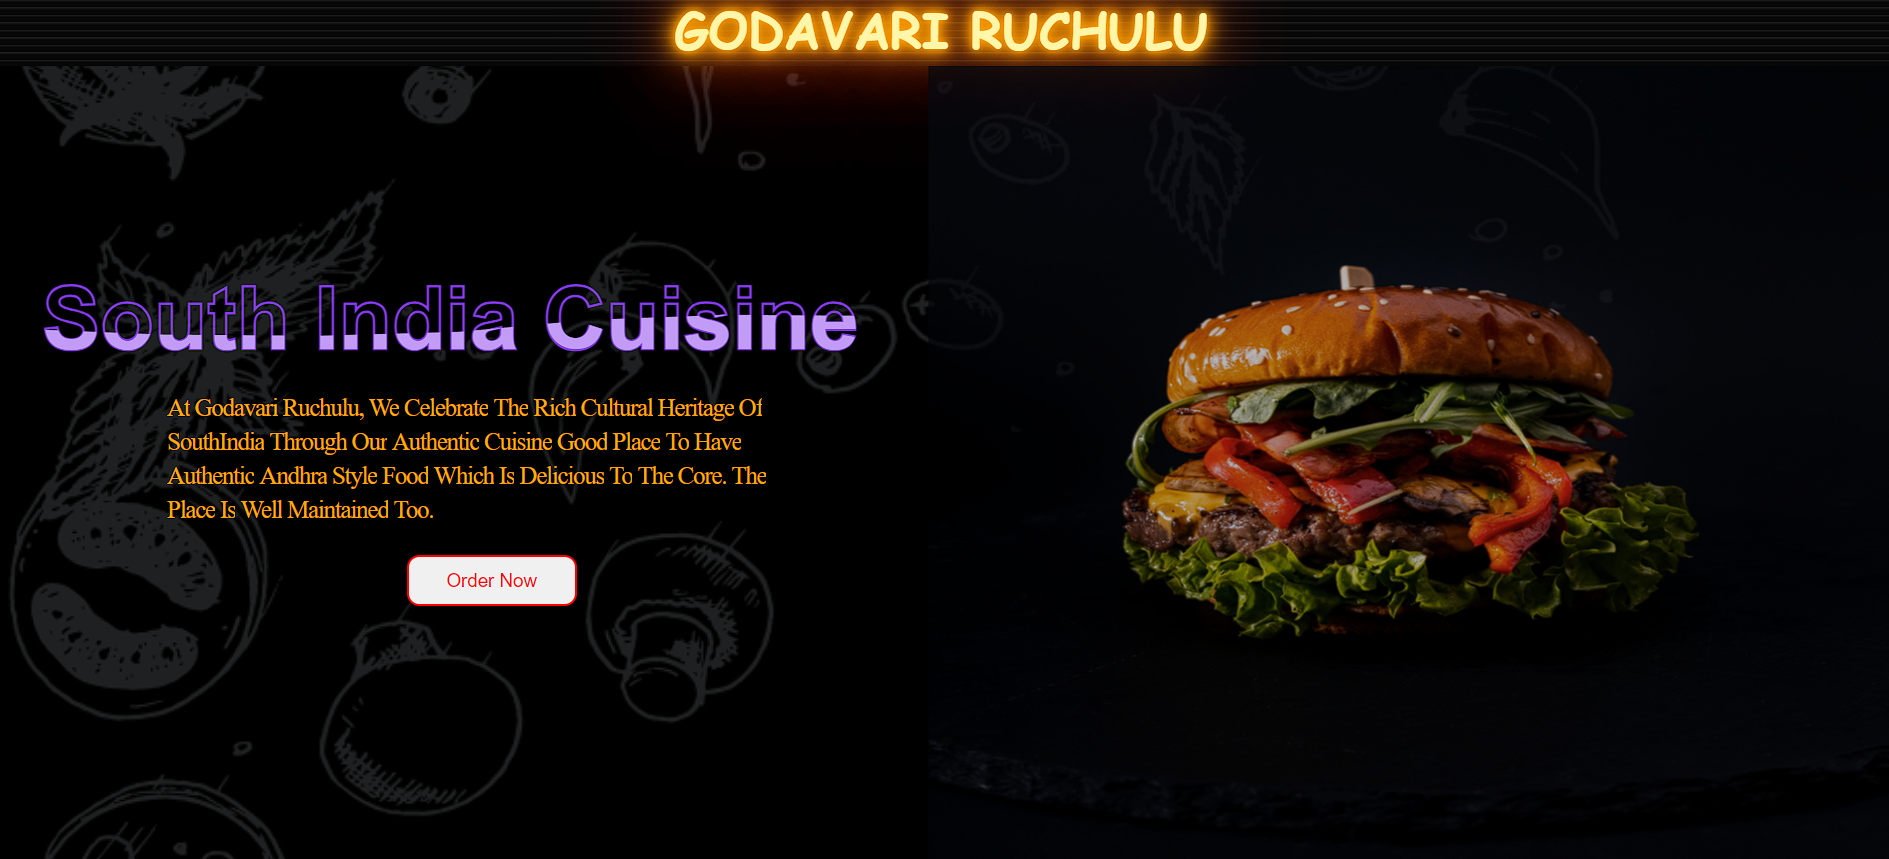 GODAVARI RUCHULU
South India Cuisine
At Godavari Ruchulu, We Celebrate The Rich Cultural Heritage Of
SouthIndia Through Our Authentic Cuisine Good Place To Have
Authentic Andhra Style Food Which Is Delicious To The Core. The
Place Is Well Maintained Too.
Order Now